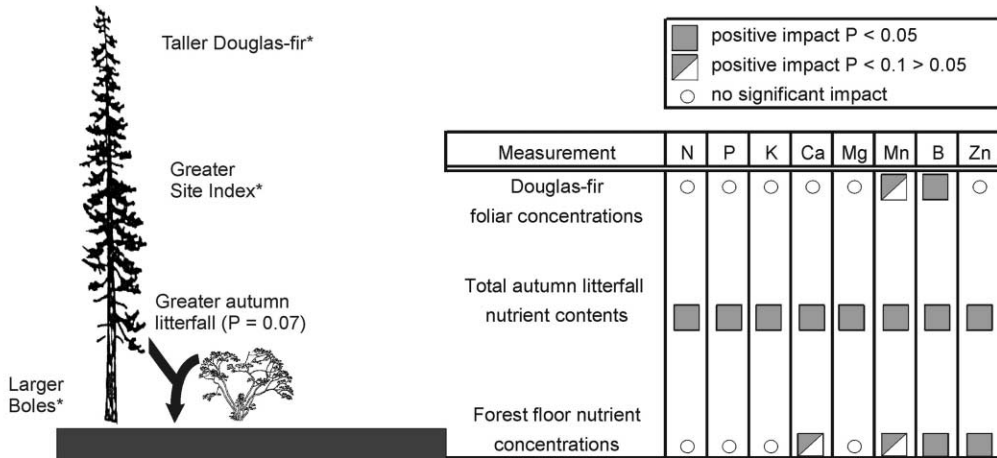 Taller Douglas-fir*
Greater
Site Index*
Greater autumn
litterfall (P = 0.07)
Larger
Boles*
positive impact P < 0.05
positive impact P < 0.1 > 0.05
no significant impact
Measurement N P K Ca Mg Mn B Zn
Douglas-fir
foliar concentrations
Total autumn litterfall
nutrient contents
Forest floor nutrient
concentrations